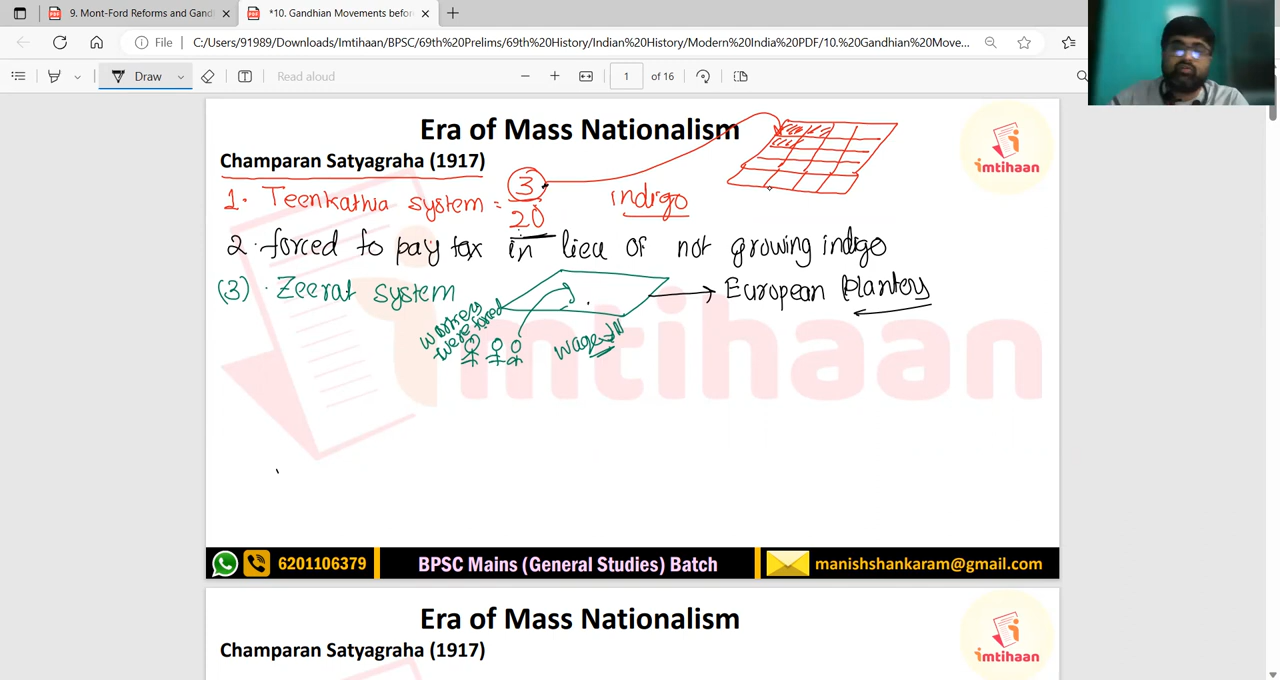 9. Mont-Ford Reforms and Gand
*10. Gandhian Movements befor
File
C:/Users/91989/Downloads/Imtihaan/BPSC/69th%20Prelims/69th%20History/Indian%20History/Modern%20India%20PDF/10.%20Gandhian%20Move...
Draw
Read aloud
1 of 16
Era of Mass Nationalism
Champaran Satyagraha (1917)
imtihaan
1. Teenkathia system = 3/20 indigo
2. forced to pay tax in lieu of not growing indigo
(3). Zeerat system
European Planters
workers
were forced
wages ↓↓
imtihaan
6201106379
BPSC Mains (General Studies) Batch
manishshankaram@gmail.com
Era of Mass Nationalism
Champaran Satyagraha (1917)
imtihaan